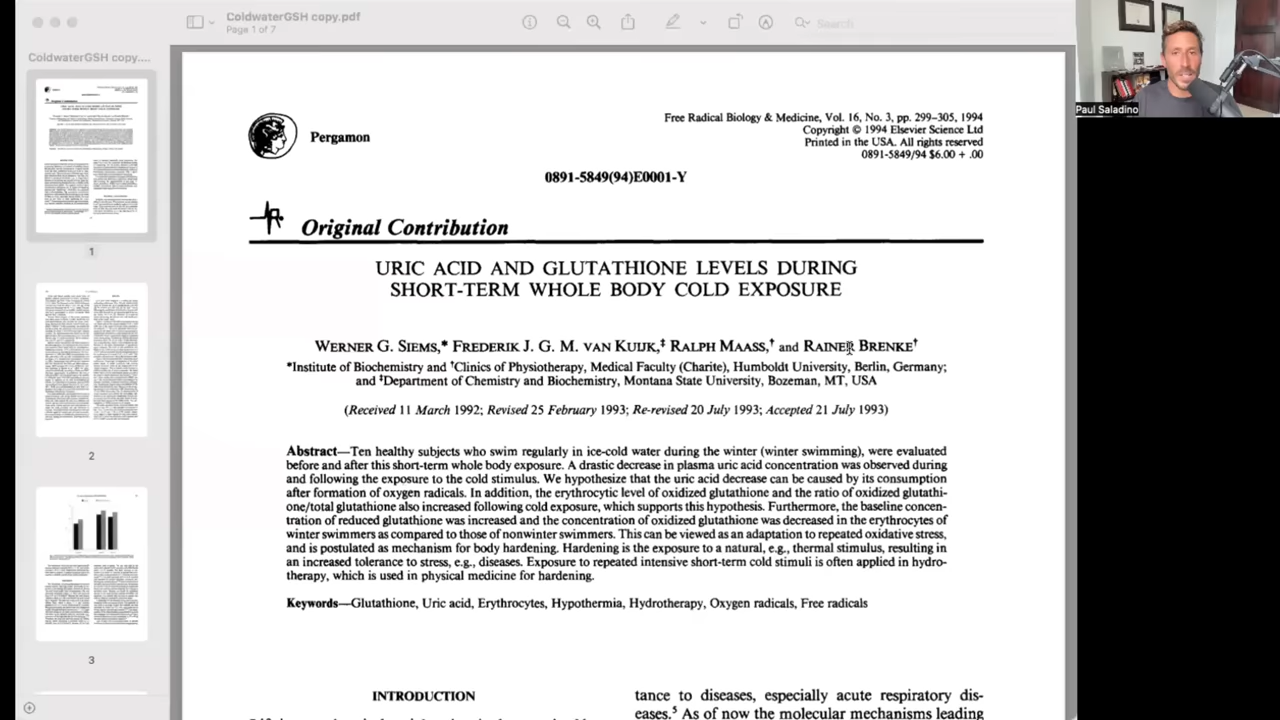 ColdwaterGSH copy.pdf
Page 1 of 7
Search
Paul Saladino
ColdwaterGSH copy....
1
2
3
Pergamon
Free Radical Biology & Medicine, Vol. 16, No. 3, pp. 299–305, 1994
Copyright © 1994 Elsevier Science Ltd
Printed in the USA. All rights reserved
0891-5849/94 $6.00 + .00
0891-5849(94)E0001-Y
Original Contribution
URIC ACID AND GLUTATHIONE LEVELS DURING
SHORT-TERM WHOLE BODY COLD EXPOSURE
WERNER G. SIEMS,* FREDERIK J. G. M. VAN KUIJK,‡ RALPH MAASS,† and RAINER BRENKE†
*Institute of Biochemistry and †Clinics of Physiotherapy, Medical Faculty (Charite), Humboldt University, Berlin, Germany;
and ‡Department of Chemistry and Biochemistry, Montana State University, Bozeman, MT, USA
(Received 11 March 1992; Revised 25 February 1993; Re-revised 20 July 1993; Accepted 21 July 1993)
Abstract—Ten healthy subjects who swim regularly in ice-cold water during the winter (winter swimming), were evaluated
before and after this short-term whole body exposure. A drastic decrease in plasma uric acid concentration was observed during
and following the exposure to the cold stimulus. We hypothesize that the uric acid decrease can be caused by its consumption
after formation of oxygen radicals. In addition, the erythrocytic level of oxidized glutathione and the ratio of oxidized glutathi-
one/total glutathione also increased following cold exposure, which supports this hypothesis. Furthermore, the baseline concen-
tration of reduced glutathione was increased and the concentration of oxidized glutathione was decreased in the erythrocytes of
winter swimmers as compared to those of nonwinter swimmers. This can be viewed as an adaptation to repeated oxidative stress,
and is postulated as mechanism for body hardening. Hardening is the exposure to a natural, e.g., thermal stimulus, resulting in
an increased tolerance to stress, e.g., diseases. Exposure to repeated intensive short-term cold stimuli is often applied in hydro-
therapy, which is used in physical medicine for hardening.
Keywords—Glutathione, Uric acid, Erythrocytes, Hypothermia, Hydrotherapy, Oxygen radicals, Free radicals
INTRODUCTION
tance to diseases, especially acute respiratory dis-
eases.⁵ As of now the molecular mechanisms leading